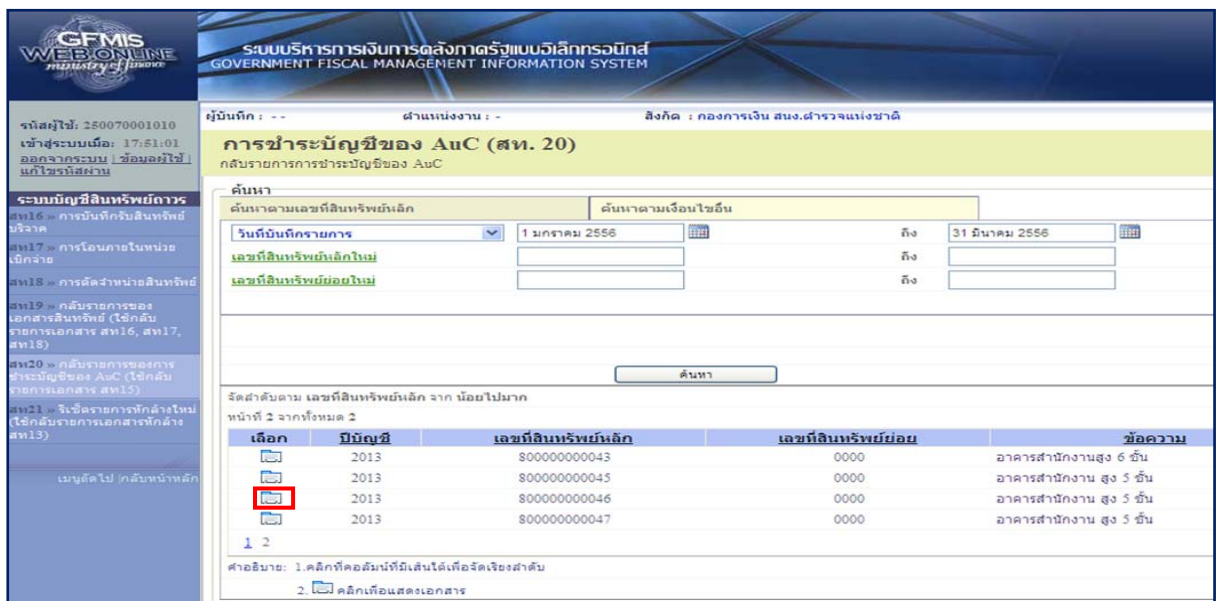 GFMIS
WEB ONLINE
ministry of finance
ระบบบริหารการเงินการคลังภาครัฐแบบอิเล็กทรอนิกส์
GOVERNMENT FISCAL MANAGEMENT INFORMATION SYSTEM
รหัสผู้ใช้: 250070001010
เข้าสู่ระบบเมื่อ: 17:51:01
ออกจากระบบ | ข้อมูลผู้ใช้ |
แก้ไขรหัสผ่าน
ระบบบัญชีสินทรัพย์ถาวร
สท16 » การบันทึกรับสินทรัพย์
บริจาค
สท17 » การโอนภายในหน่วย
เบิกจ่าย
สท18 » การตัดจำหน่ายสินทรัพย์
สท19 » กลับรายการของ
เอกสารสินทรัพย์ (ใช้กลับ
รายการเอกสาร สท16, สท17,
สท18)
สท20 » กลับรายการของการ
ชำระบัญชีของ AuC (ใช้กลับ
รายการเอกสาร สท15)
สท21 » รีเซ็ตรายการหักล้างใหม่
(ใช้กลับรายการเอกสารหักล้าง
สท13)
เมนูถัดไป |กลับหน้าหลัก
ผู้บันทึก : - - ตำแหน่งงาน : - สังกัด : กองการเงิน สนง.ตำรวจแห่งชาติ
การชำระบัญชีของ AuC (สท. 20)
กลับรายการการชำระบัญชีของ AuC
ค้นหา
ค้นหาตามเลขที่สินทรัพย์หลัก ค้นหาตามเงื่อนไขอื่น
วันที่บันทึกรายการ 1 มกราคม 2556 ถึง 31 มีนาคม 2556
เลขที่สินทรัพย์หลักใหม่ ถึง
เลขที่สินทรัพย์ย่อยใหม่ ถึง
ค้นหา
จัดลำดับตาม เลขที่สินทรัพย์หลัก จาก น้อยไปมาก
หน้าที่ 2 จากทั้งหมด 2
เลือก ปีบัญชี เลขที่สินทรัพย์หลัก เลขที่สินทรัพย์ย่อย ข้อความ
2013 800000000043 0000 อาคารสำนักงานสูง 6 ชั้น
2013 800000000045 0000 อาคารสำนักงาน สูง 5 ชั้น
2013 800000000046 0000 อาคารสำนักงาน สูง 5 ชั้น
2013 800000000047 0000 อาคารสำนักงาน สูง 5 ชั้น
1 2
คำอธิบาย: 1.คลิกที่คอลัมน์ที่มีเส้นใต้เพื่อจัดเรียงลำดับ
2. คลิกเพื่อแสดงเอกสาร